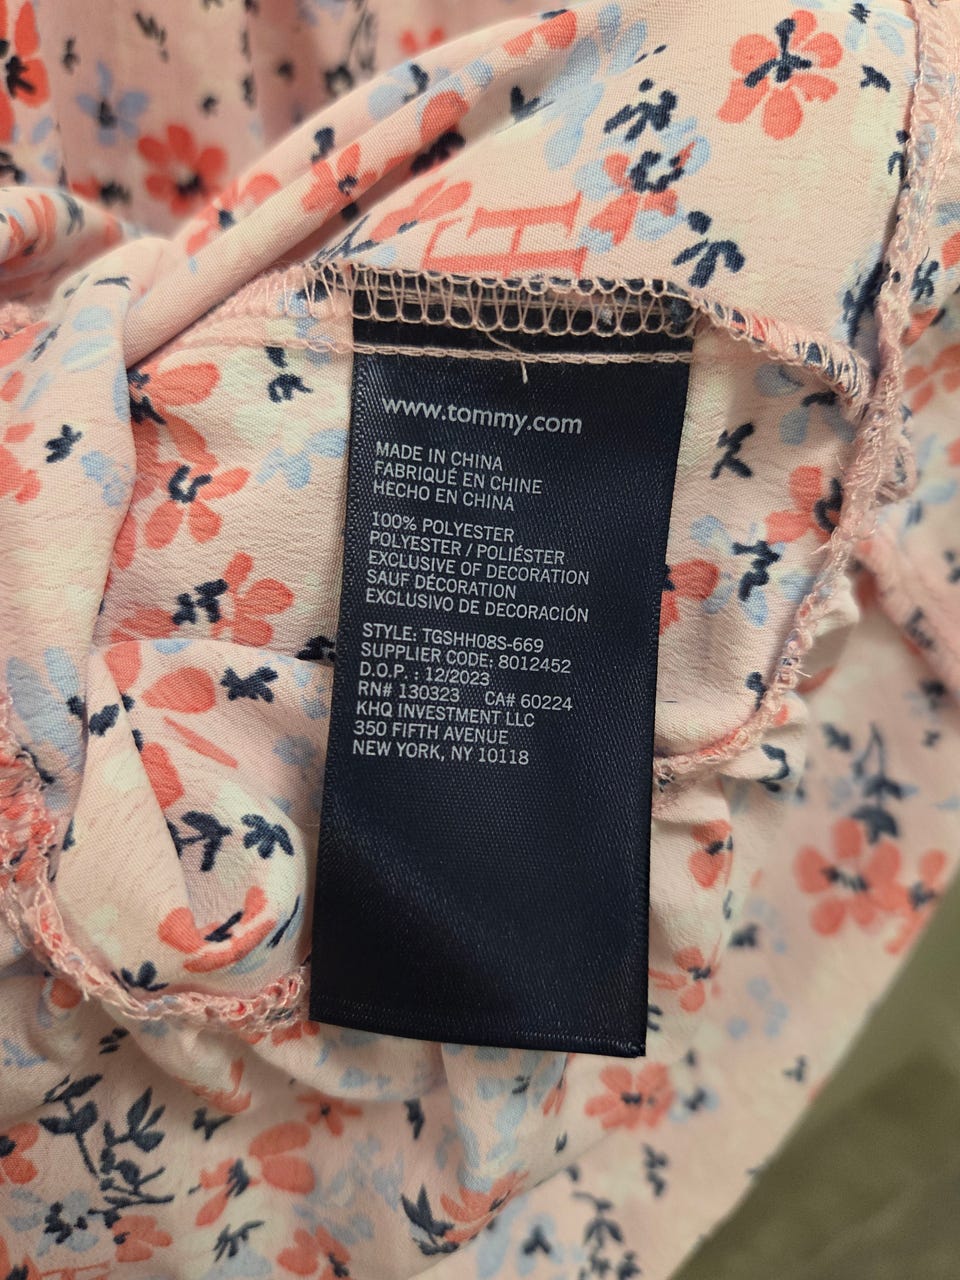 TH
www.tommy.com
MADE IN CHINA
FABRIQUÉ EN CHINE
HECHO EN CHINA
100% POLYESTER
POLYESTER / POLIÉSTER
EXCLUSIVE OF DECORATION
SAUF DÉCORATION
EXCLUSIVO DE DECORACIÓN
STYLE: TGSHH08S-669
SUPPLIER CODE: 8012452
D.O.P. : 12/2023
RN# 130323 CA# 60224
KHQ INVESTMENT LLC
350 FIFTH AVENUE
NEW YORK, NY 10118